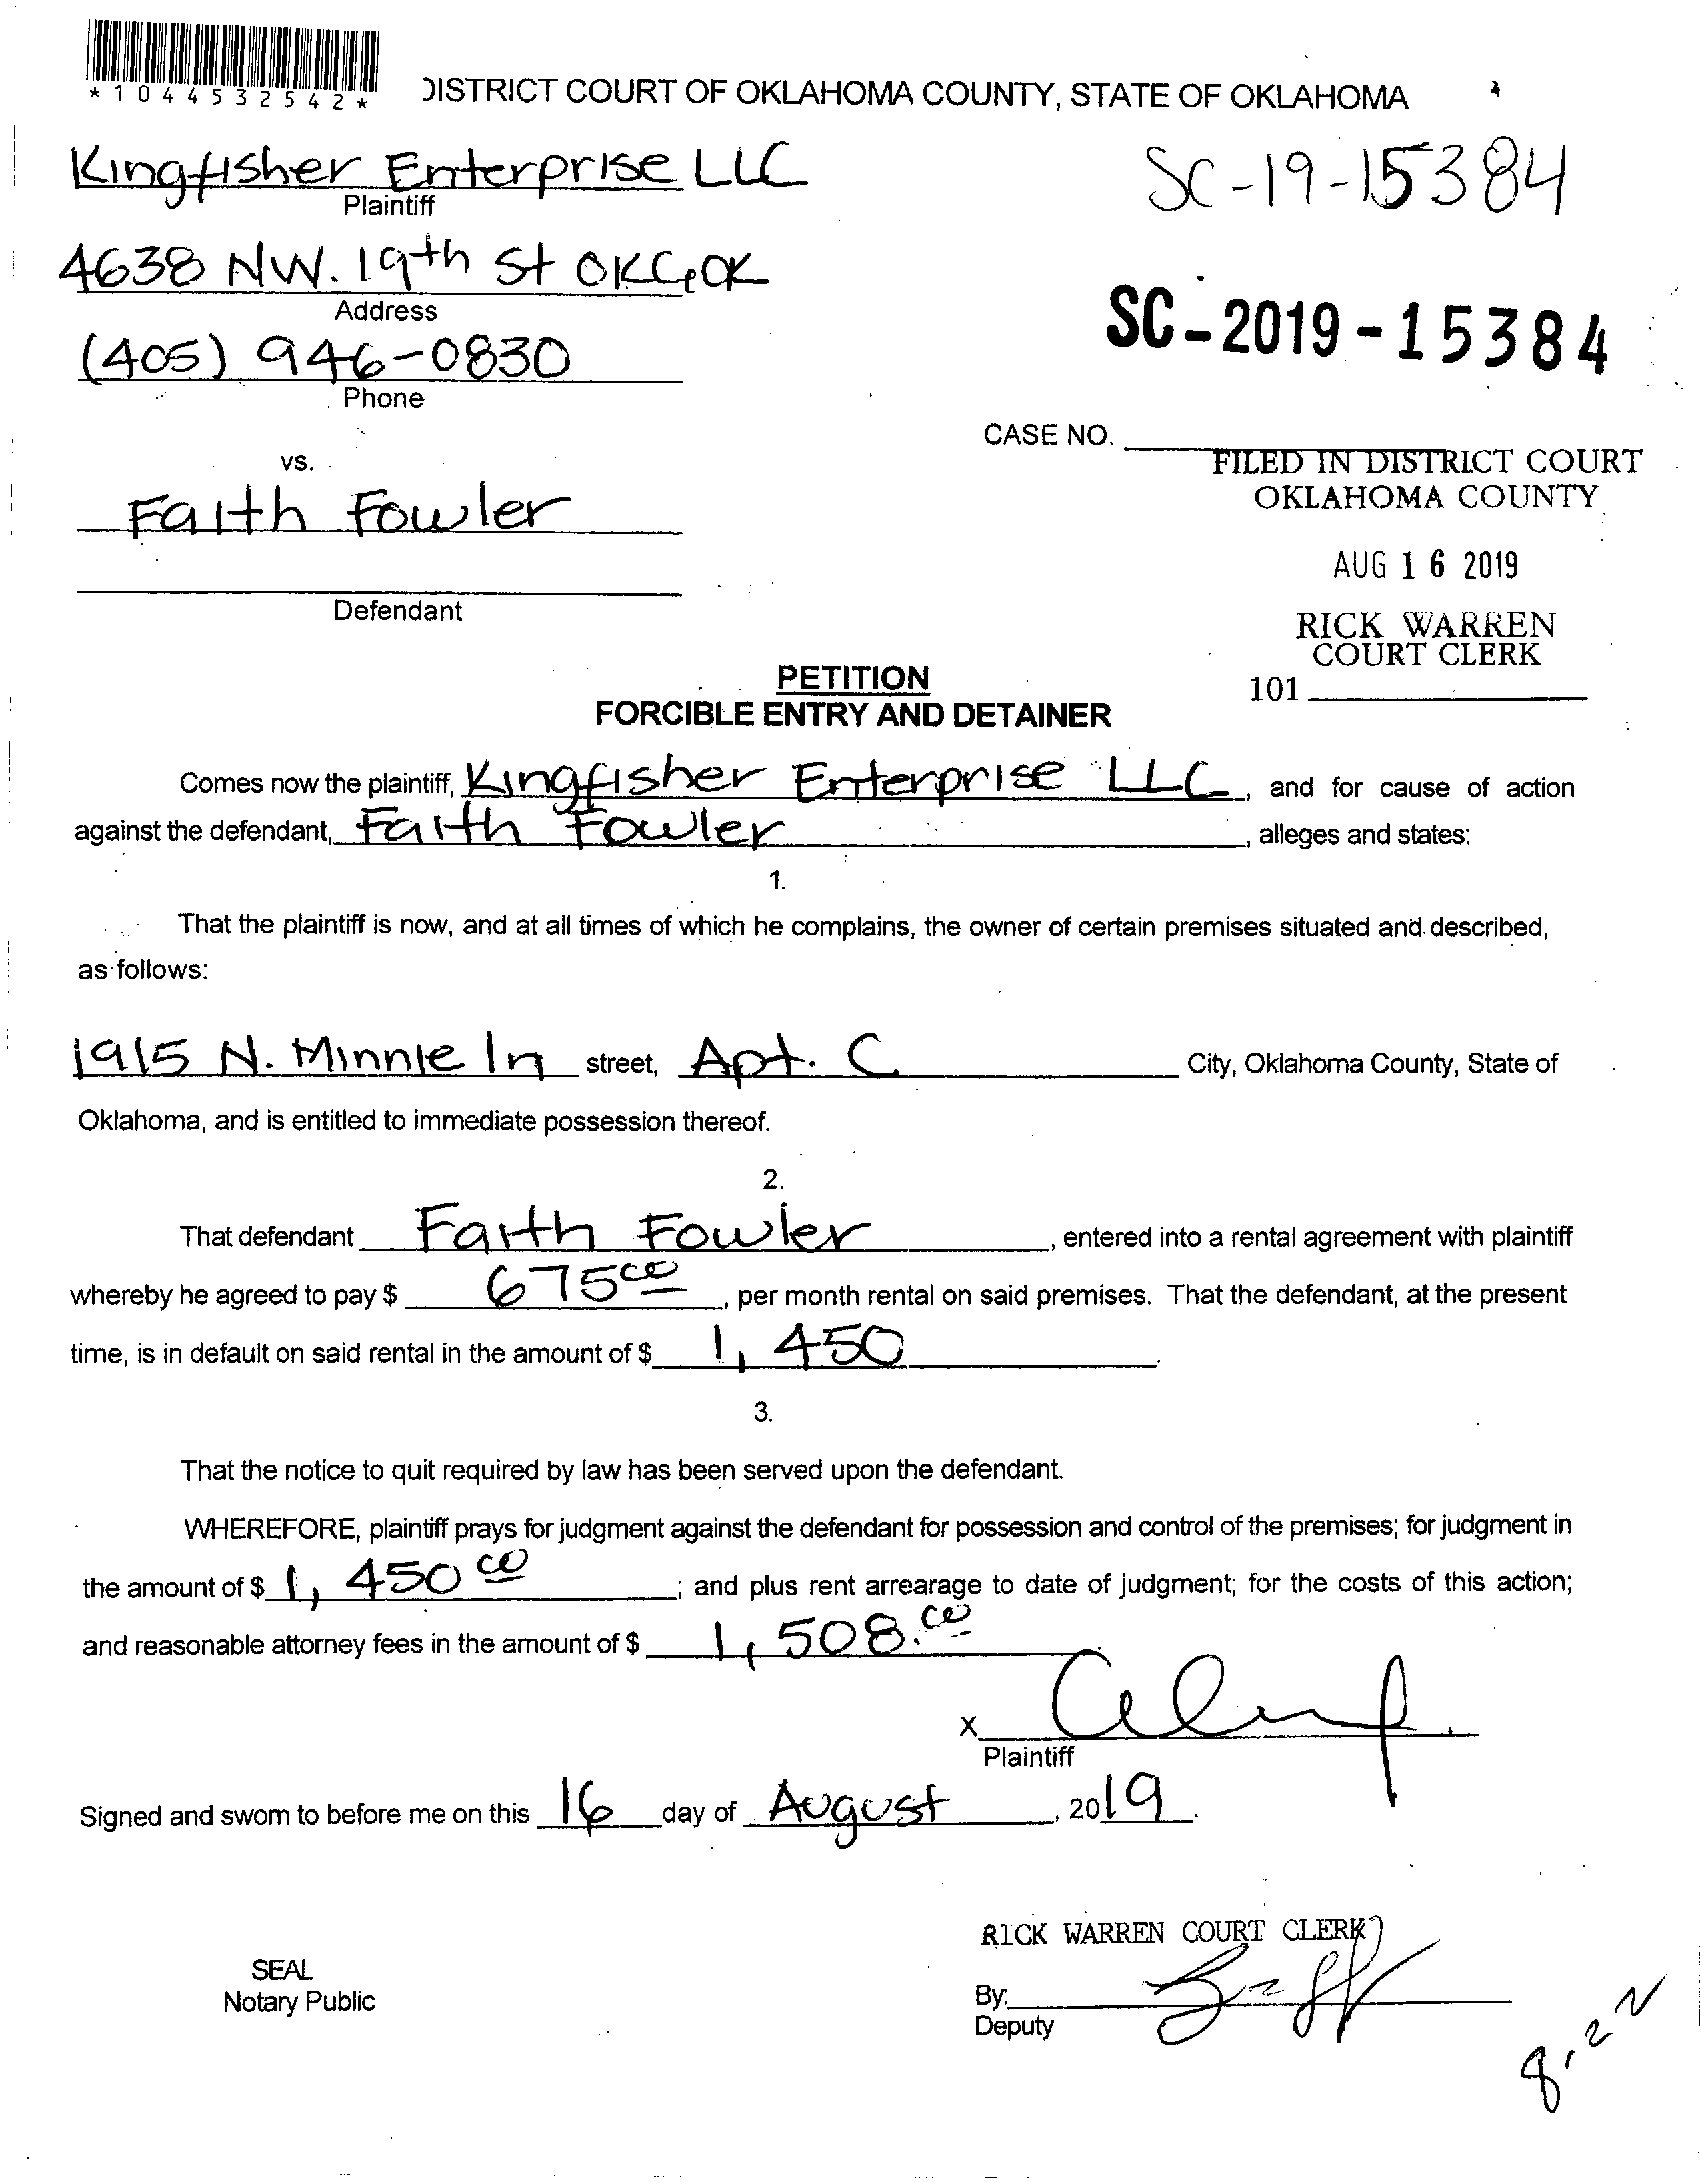 *1044532542*
DISTRICT COURT OF OKLAHOMA COUNTY, STATE OF OKLAHOMA
Kingfisher Enterprise LLC
Plaintiff
SC-19-15384
4638 NW. 19th St OKC, OK
Address
SC-2019-15384
(405) 946-0830
Phone
CASE NO.
vs.
FILED IN DISTRICT COURT
OKLAHOMA COUNTY
Faith Fowler
AUG 16 2019
Defendant
RICK WARREN
COURT CLERK
101
PETITION
FORCIBLE ENTRY AND DETAINER
Comes now the plaintiff, Kingfisher Enterprise LLC, and for cause of action
against the defendant, Faith Fowler, alleges and states:
1.
That the plaintiff is now, and at all times of which he complains, the owner of certain premises situated and described,
as follows:
1915 N. Minnie ln street, Apt. C City, Oklahoma County, State of
Oklahoma, and is entitled to immediate possession thereof.
2.
That defendant Faith Fowler, entered into a rental agreement with plaintiff
whereby he agreed to pay $ 675 00, per month rental on said premises. That the defendant, at the present
time, is in default on said rental in the amount of $ 1,450.
3.
That the notice to quit required by law has been served upon the defendant.
WHEREFORE, plaintiff prays for judgment against the defendant for possession and control of the premises; for judgment in
the amount of $ 1,450 00; and plus rent arrearage to date of judgment; for the costs of this action;
and reasonable attorney fees in the amount of $ 1,508.00
X
Plaintiff
Signed and sworn to before me on this 16 day of August, 2019.
RICK WARREN COURT CLERK
SEAL
Notary Public
By:
Deputy
8.22